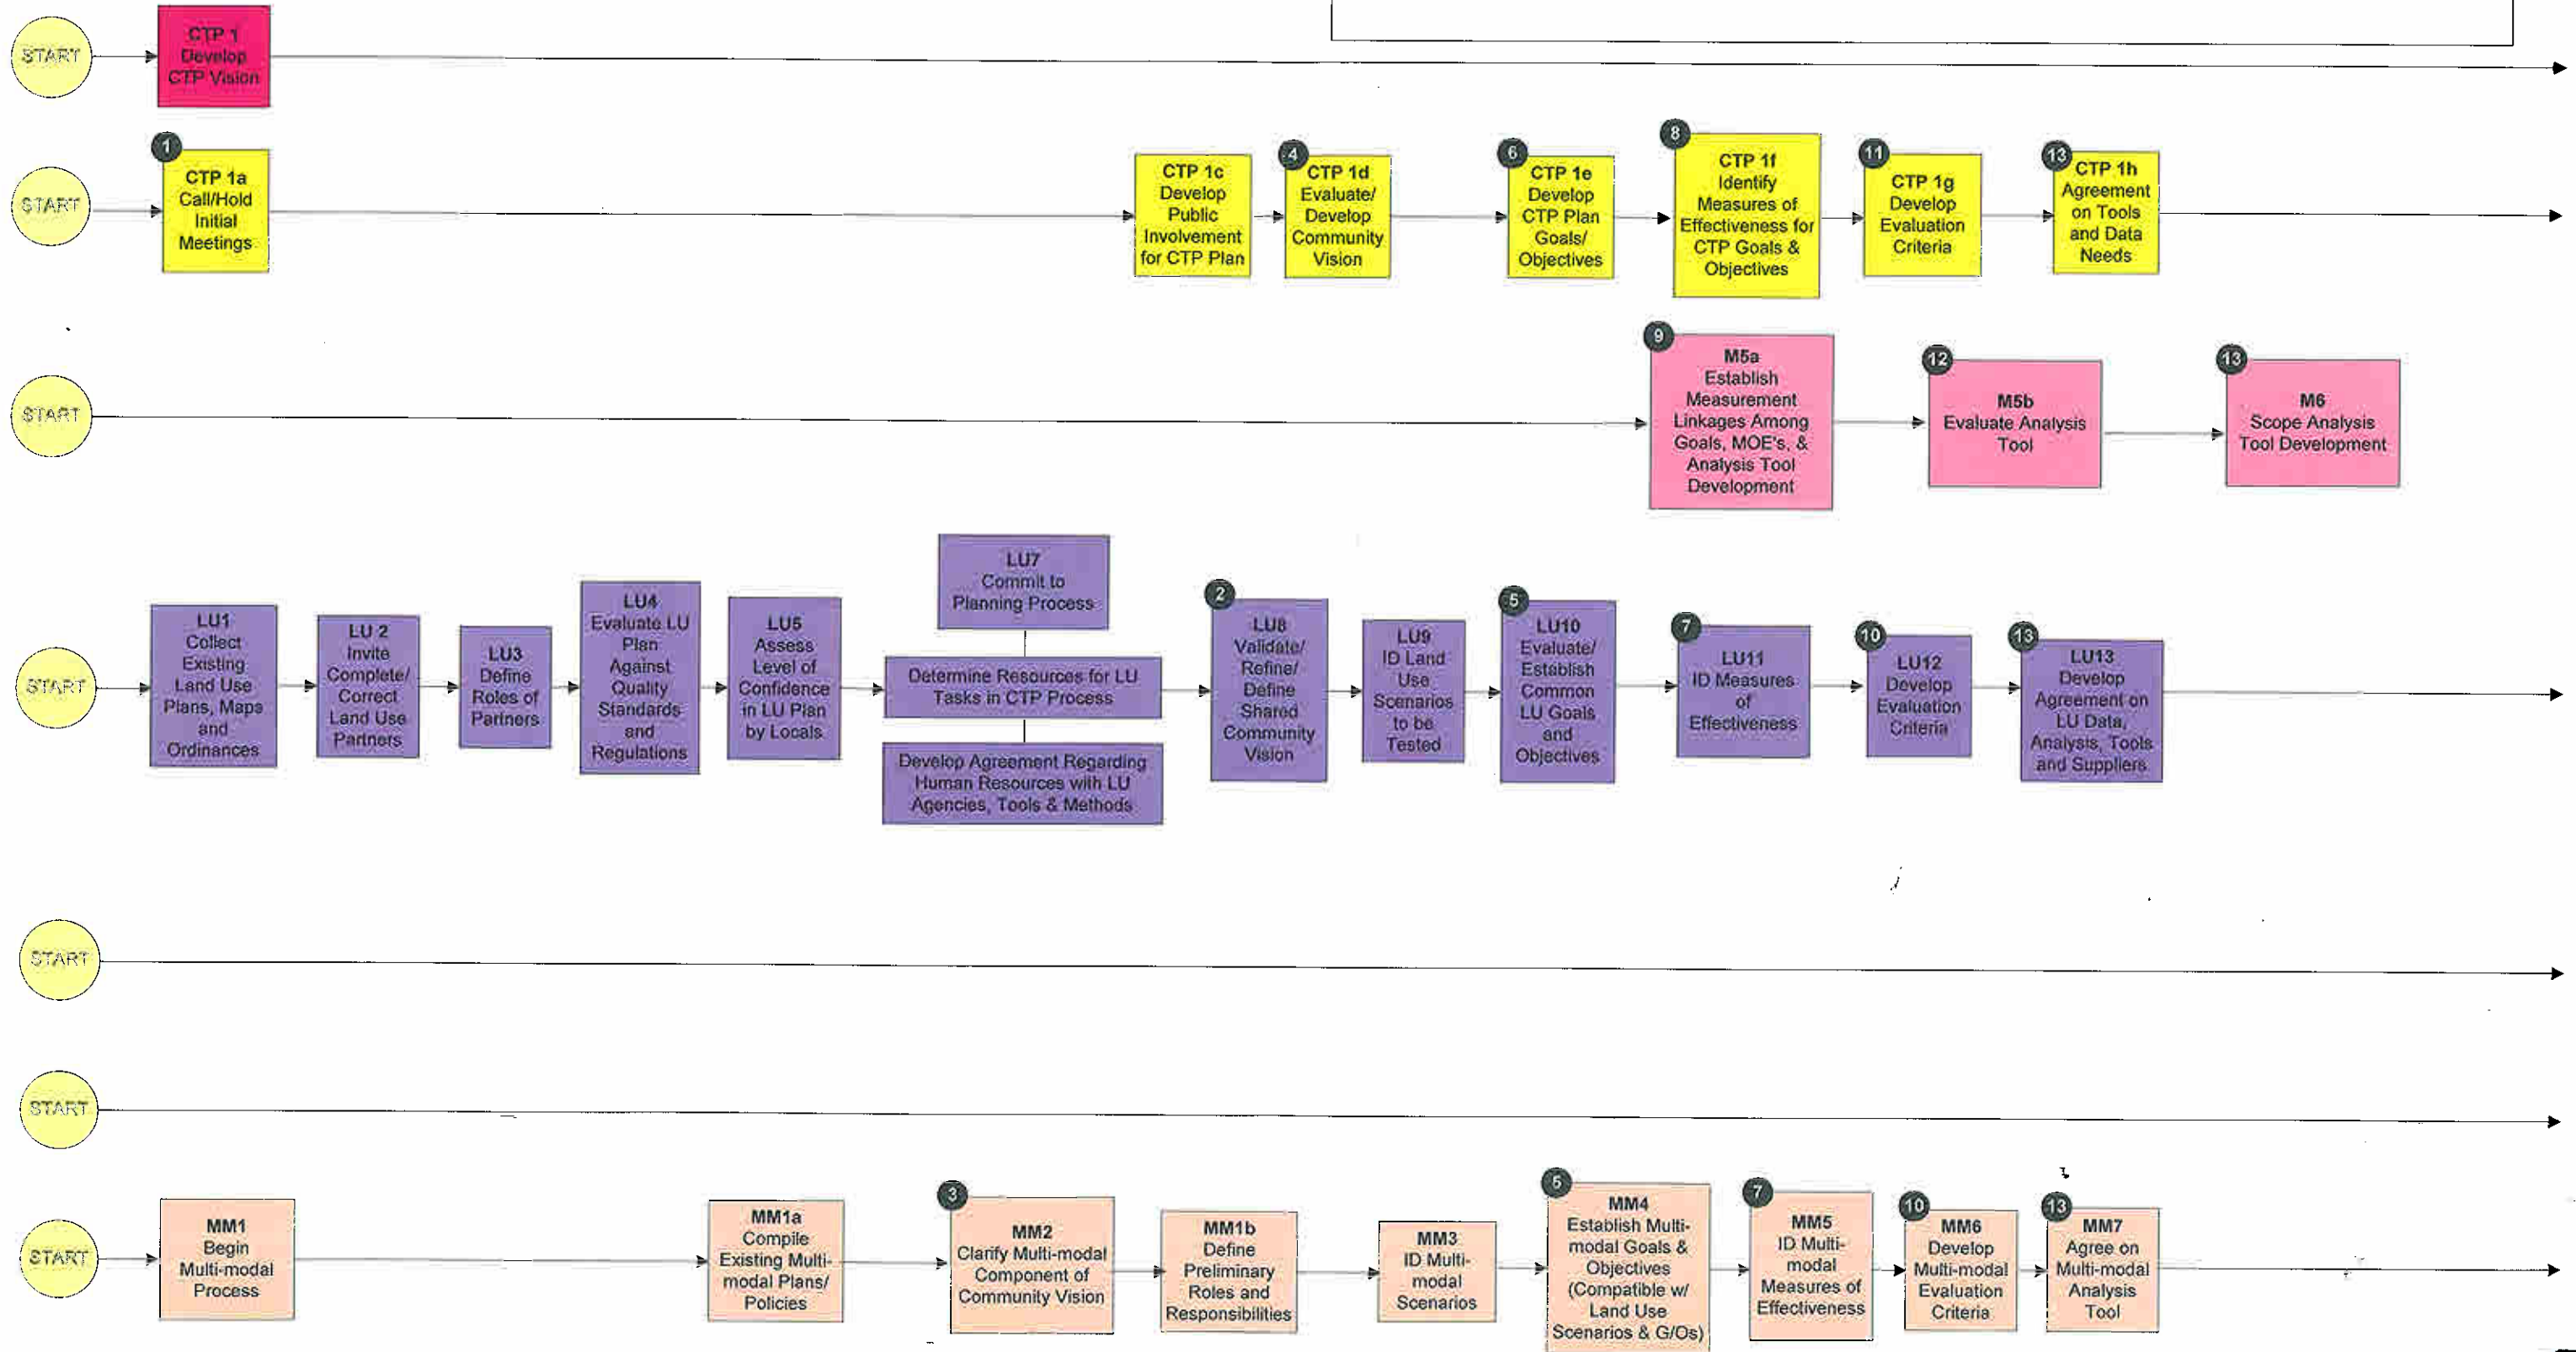 START
CTP 1
Develop
CTP Vision
START
1
CTP 1a
Call/Hold
Initial
Meetings
CTP 1c
Develop
Public
Involvement
for CTP Plan
4
CTP 1d
Evaluate/
Develop
Community
Vision
6
CTP 1e
Develop
CTP Plan
Goals/
Objectives
8
CTP 1f
Identify
Measures of
Effectiveness for
CTP Goals &
Objectives
11
CTP 1g
Develop
Evaluation
Criteria
13
CTP 1h
Agreement
on Tools
and Data
Needs
START
9
M5a
Establish
Measurement
Linkages Among
Goals, MOE's, &
Analysis Tool
Development
12
M5b
Evaluate Analysis
Tool
13
M6
Scope Analysis
Tool Development
START
LU1
Collect
Existing
Land Use
Plans, Maps
and
Ordinances
LU 2
Invite
Complete/
Correct
Land Use
Partners
LU3
Define
Roles of
Partners
LU4
Evaluate LU
Plan
Against
Quality
Standards
and
Regulations
LU5
Assess
Level of
Confidence
in LU Plan
by Locals
LU7
Commit to
Planning Process
Determine Resources for LU
Tasks in CTP Process
Develop Agreement Regarding
Human Resources with LU
Agencies, Tools & Methods
2
LU8
Validate/
Refine/
Define
Shared
Community
Vision
LU9
ID Land
Use
Scenarios
to be
Tested
5
LU10
Evaluate/
Establish
Common
LU Goals
and
Objectives
7
LU11
ID Measures
of
Effectiveness
10
LU12
Develop
Evaluation
Criteria
13
LU13
Develop
Agreement on
LU Data,
Analysis, Tools
and Suppliers
START
START
START
MM1
Begin
Multi-modal
Process
MM1a
Compile
Existing Multi-
modal Plans/
Policies
3
MM2
Clarify Multi-modal
Component of
Community Vision
MM1b
Define
Preliminary
Roles and
Responsibilities
MM3
ID Multi-
modal
Scenarios
5
MM4
Establish Multi-
modal Goals &
Objectives
(Compatible w/
Land Use
Scenarios & G/Os)
7
MM5
ID Multi-
modal
Measures of
Effectiveness
10
MM6
Develop
Multi-modal
Evaluation
Criteria
13
MM7
Agree on
Multi-modal
Analysis
Tool